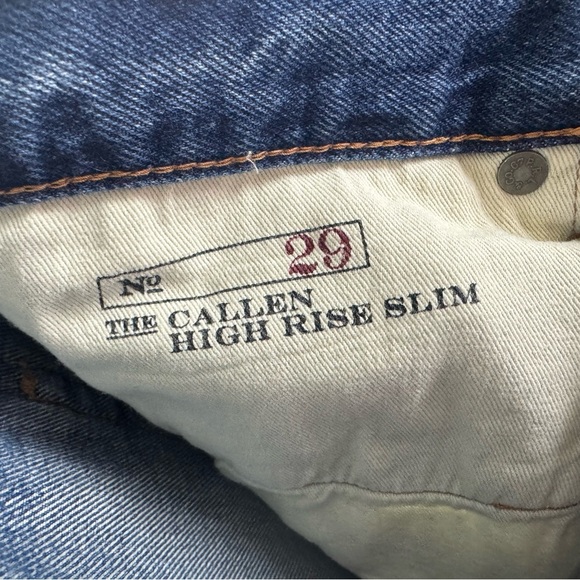 Nº 29
THE CALLEN
HIGH RISE SLIM